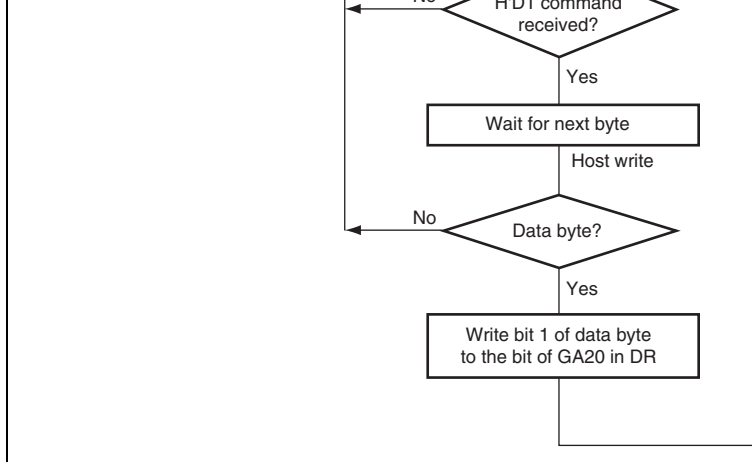 No
H'D1 command
received?
Yes
Wait for next byte
Host write
No
Data byte?
Yes
Write bit 1 of data byte
to the bit of GA20 in DR